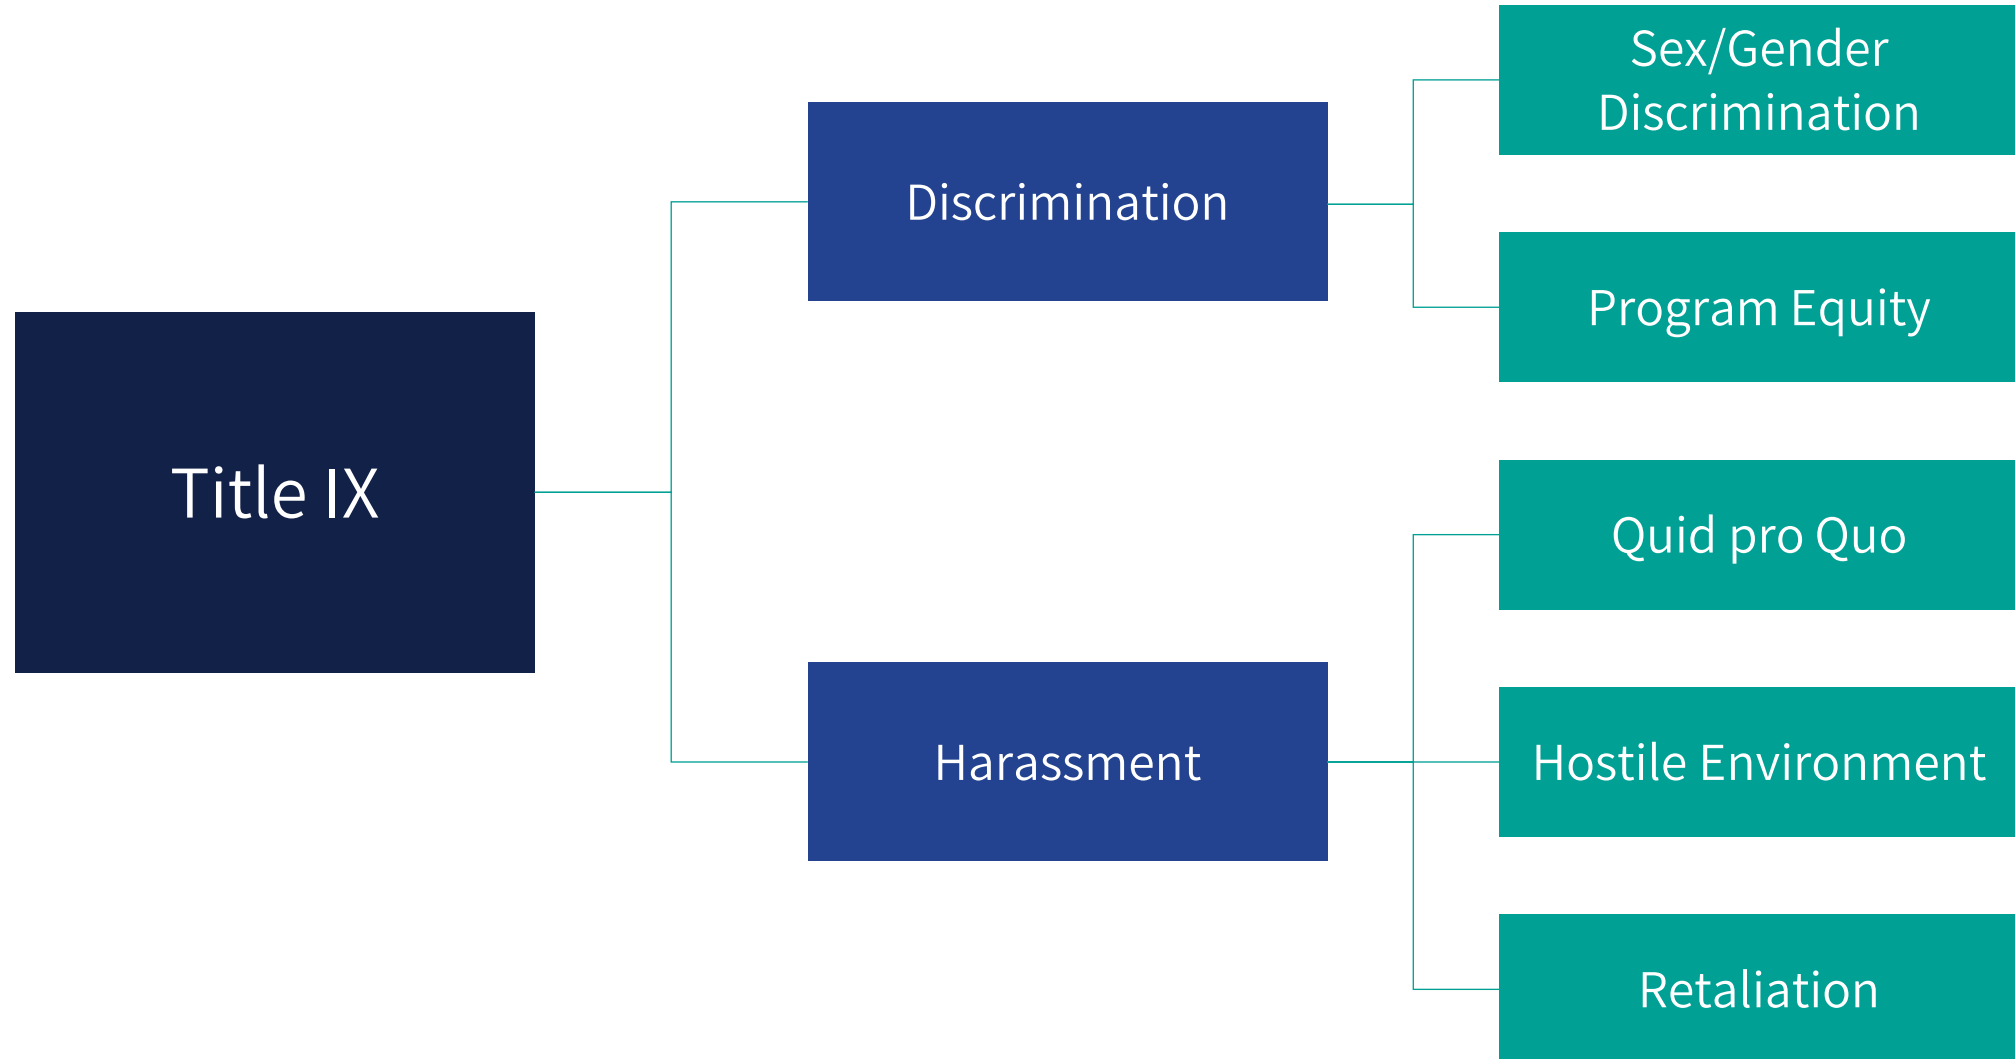 Title IX
Discrimination
Sex/Gender
Discrimination
Program Equity
Harassment
Quid pro Quo
Hostile Environment
Retaliation